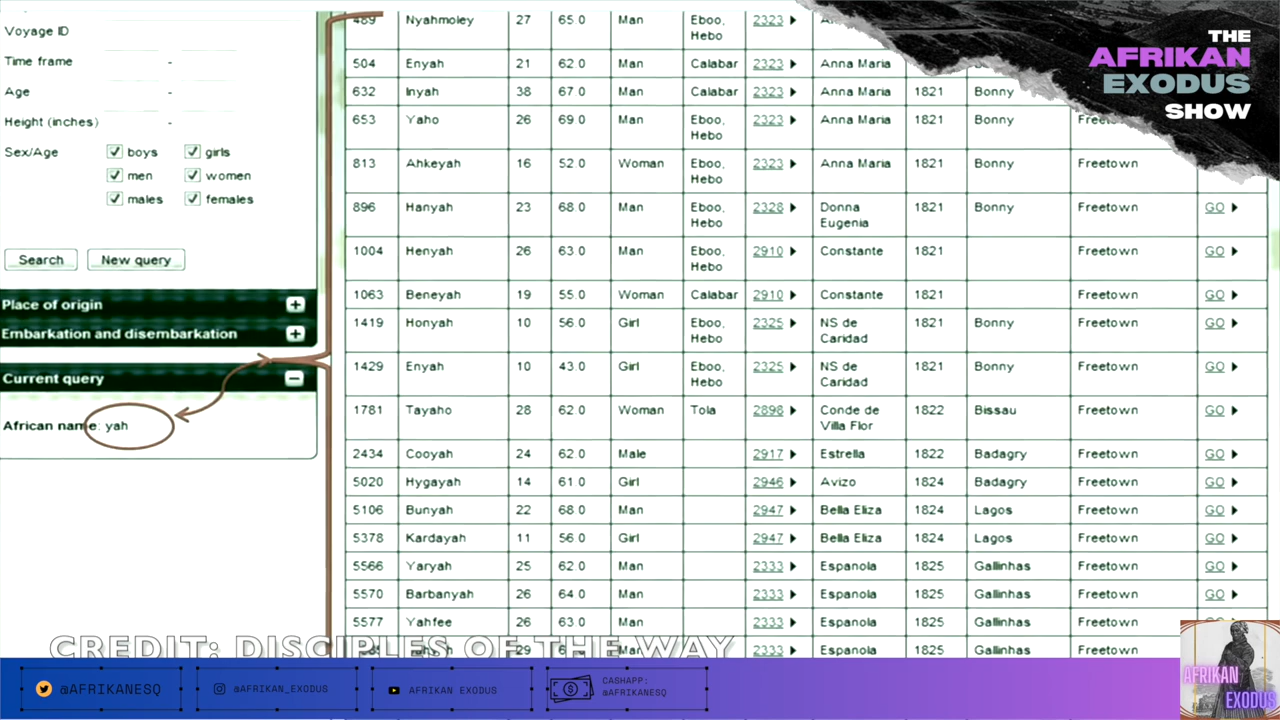 Voyage ID
Time frame -
Age -
Height (inches) -
Sex/Age boys girls
men women
males females
Search New query
Place of origin
Embarkation and disembarkation
Current query
African name: yah
489 Nyahmoley 27 65.0 Man Eboo, 2323
Hebo
504 Enyah 21 62.0 Man Calabar 2323 Anna Maria
632 Inyah 38 67.0 Man Calabar 2323 Anna Maria 1821 Bonny
653 Yaho 26 69.0 Man Eboo, 2323 Anna Maria 1821 Bonny
Hebo
813 Ahkeyah 16 52.0 Woman Eboo, 2323 Anna Maria 1821 Bonny Freetown
Hebo
896 Hanyah 23 68.0 Man Eboo, 2328 Donna 1821 Bonny Freetown GO
Hebo Eugenia
1004 Henyah 26 63.0 Man Eboo, 2910 Constante 1821 Freetown GO
Hebo
1063 Beneyah 19 55.0 Woman Calabar 2910 Constante 1821 Freetown GO
1419 Honyah 10 56.0 Girl Eboo, 2325 NS de 1821 Bonny Freetown GO
Hebo Caridad
1429 Enyah 10 43.0 Girl Eboo, 2325 NS de 1821 Bonny Freetown GO
Hebo Caridad
1781 Tayaho 28 62.0 Woman Tola 2898 Conde de 1822 Bissau Freetown GO
Villa Flor
2434 Cooyah 24 62.0 Male 2917 Estrella 1822 Badagry Freetown GO
5020 Hygayah 14 61.0 Girl 2946 Avizo 1824 Badagry Freetown GO
5106 Bunyah 22 68.0 Man 2947 Bella Eliza 1824 Lagos Freetown GO
5378 Kardayah 11 56.0 Girl 2947 Bella Eliza 1824 Lagos Freetown GO
5566 Yaryah 25 62.0 Man 2333 Espanola 1825 Gallinhas Freetown GO
5570 Barbanyah 26 64.0 Man 2333 Espanola 1825 Gallinhas Freetown GO
5577 Yahfee 26 63.0 Man 2333 Espanola 1825 Gallinhas Freetown GO
29 2333 Espanola 1825 Gallinhas Freetown
THE
AFRIKAN
EXODUS
SHOW
CREDIT: DISCIPLES OF THE WAY
@AFRIKANESQ
@AFRIKAN_EXODUS
AFRIKAN EXODUS
CASHAPP:
@AFRIKANESQ
AFRIKAN
EXODUS